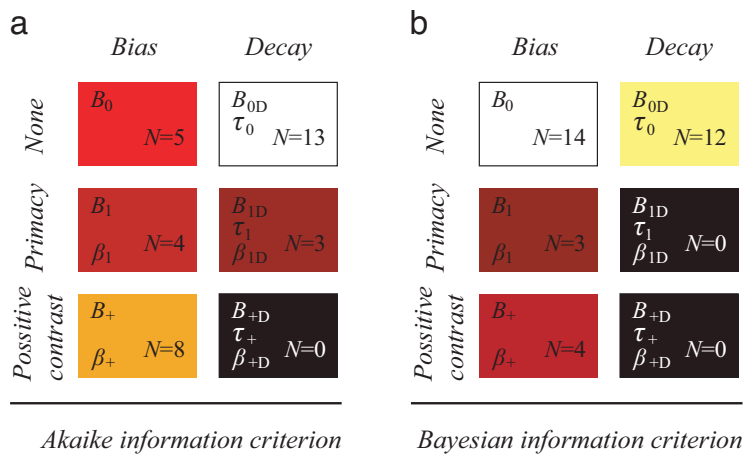 a
Bias Decay
None
B₀
N=5
B₀D
τ₀
N=13
Primacy
B₁
β₁
N=4
B₁D
τ₁
β₁D
N=3
Possitive
contrast
B₊
β₊
N=8
B₊D
τ₊
β₊D
N=0
Akaike information criterion
b
Bias Decay
None
B₀
N=14
B₀D
τ₀
N=12
Primacy
B₁
β₁
N=3
B₁D
τ₁
β₁D
N=0
Possitive
contrast
B₊
β₊
N=4
B₊D
τ₊
β₊D
N=0
Bayesian information criterion